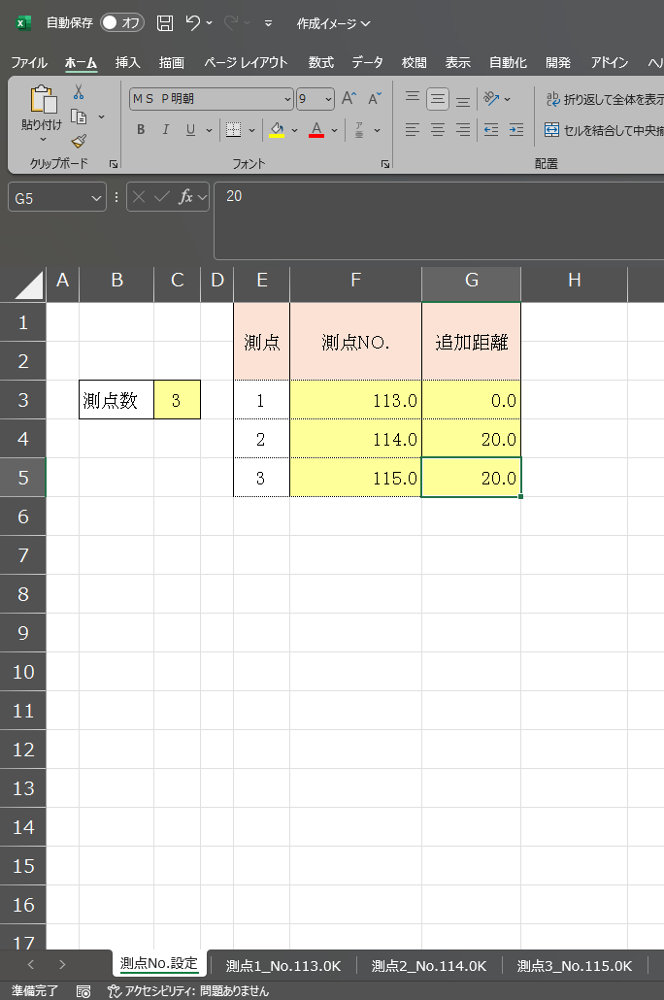 自動保存 オフ 作成イメージ
ファイル ホーム 挿入 描画 ページ レイアウト 数式 データ 校閲 表示 自動化 開発 アドイン ヘル
貼り付け
MS P明朝 9 A A ab 折り返して全体を表示
B I U A ア 亜 セルを結合して中央揃
クリップボード フォント 配置
G5 fx 20
A B C D E F G H
1
2 測点 測点NO. 追加距離
3 測点数 3 1 113.0 0.0
4 2 114.0 20.0
5 3 115.0 20.0
6
7
8
9
10
11
12
13
14
15
16
17
測点No.設定 測点1_No.113.0K 測点2_No.114.0K 測点3_No.115.0K
準備完了 アクセシビリティ: 問題ありません